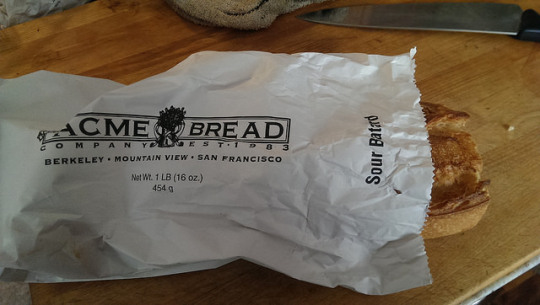 ACME BREAD
COMPANY EST·1983
BERKELEY · MOUNTAIN VIEW · SAN FRANCISCO
Net Wt. 1 LB (16 oz.)
454 g
Sour Batard